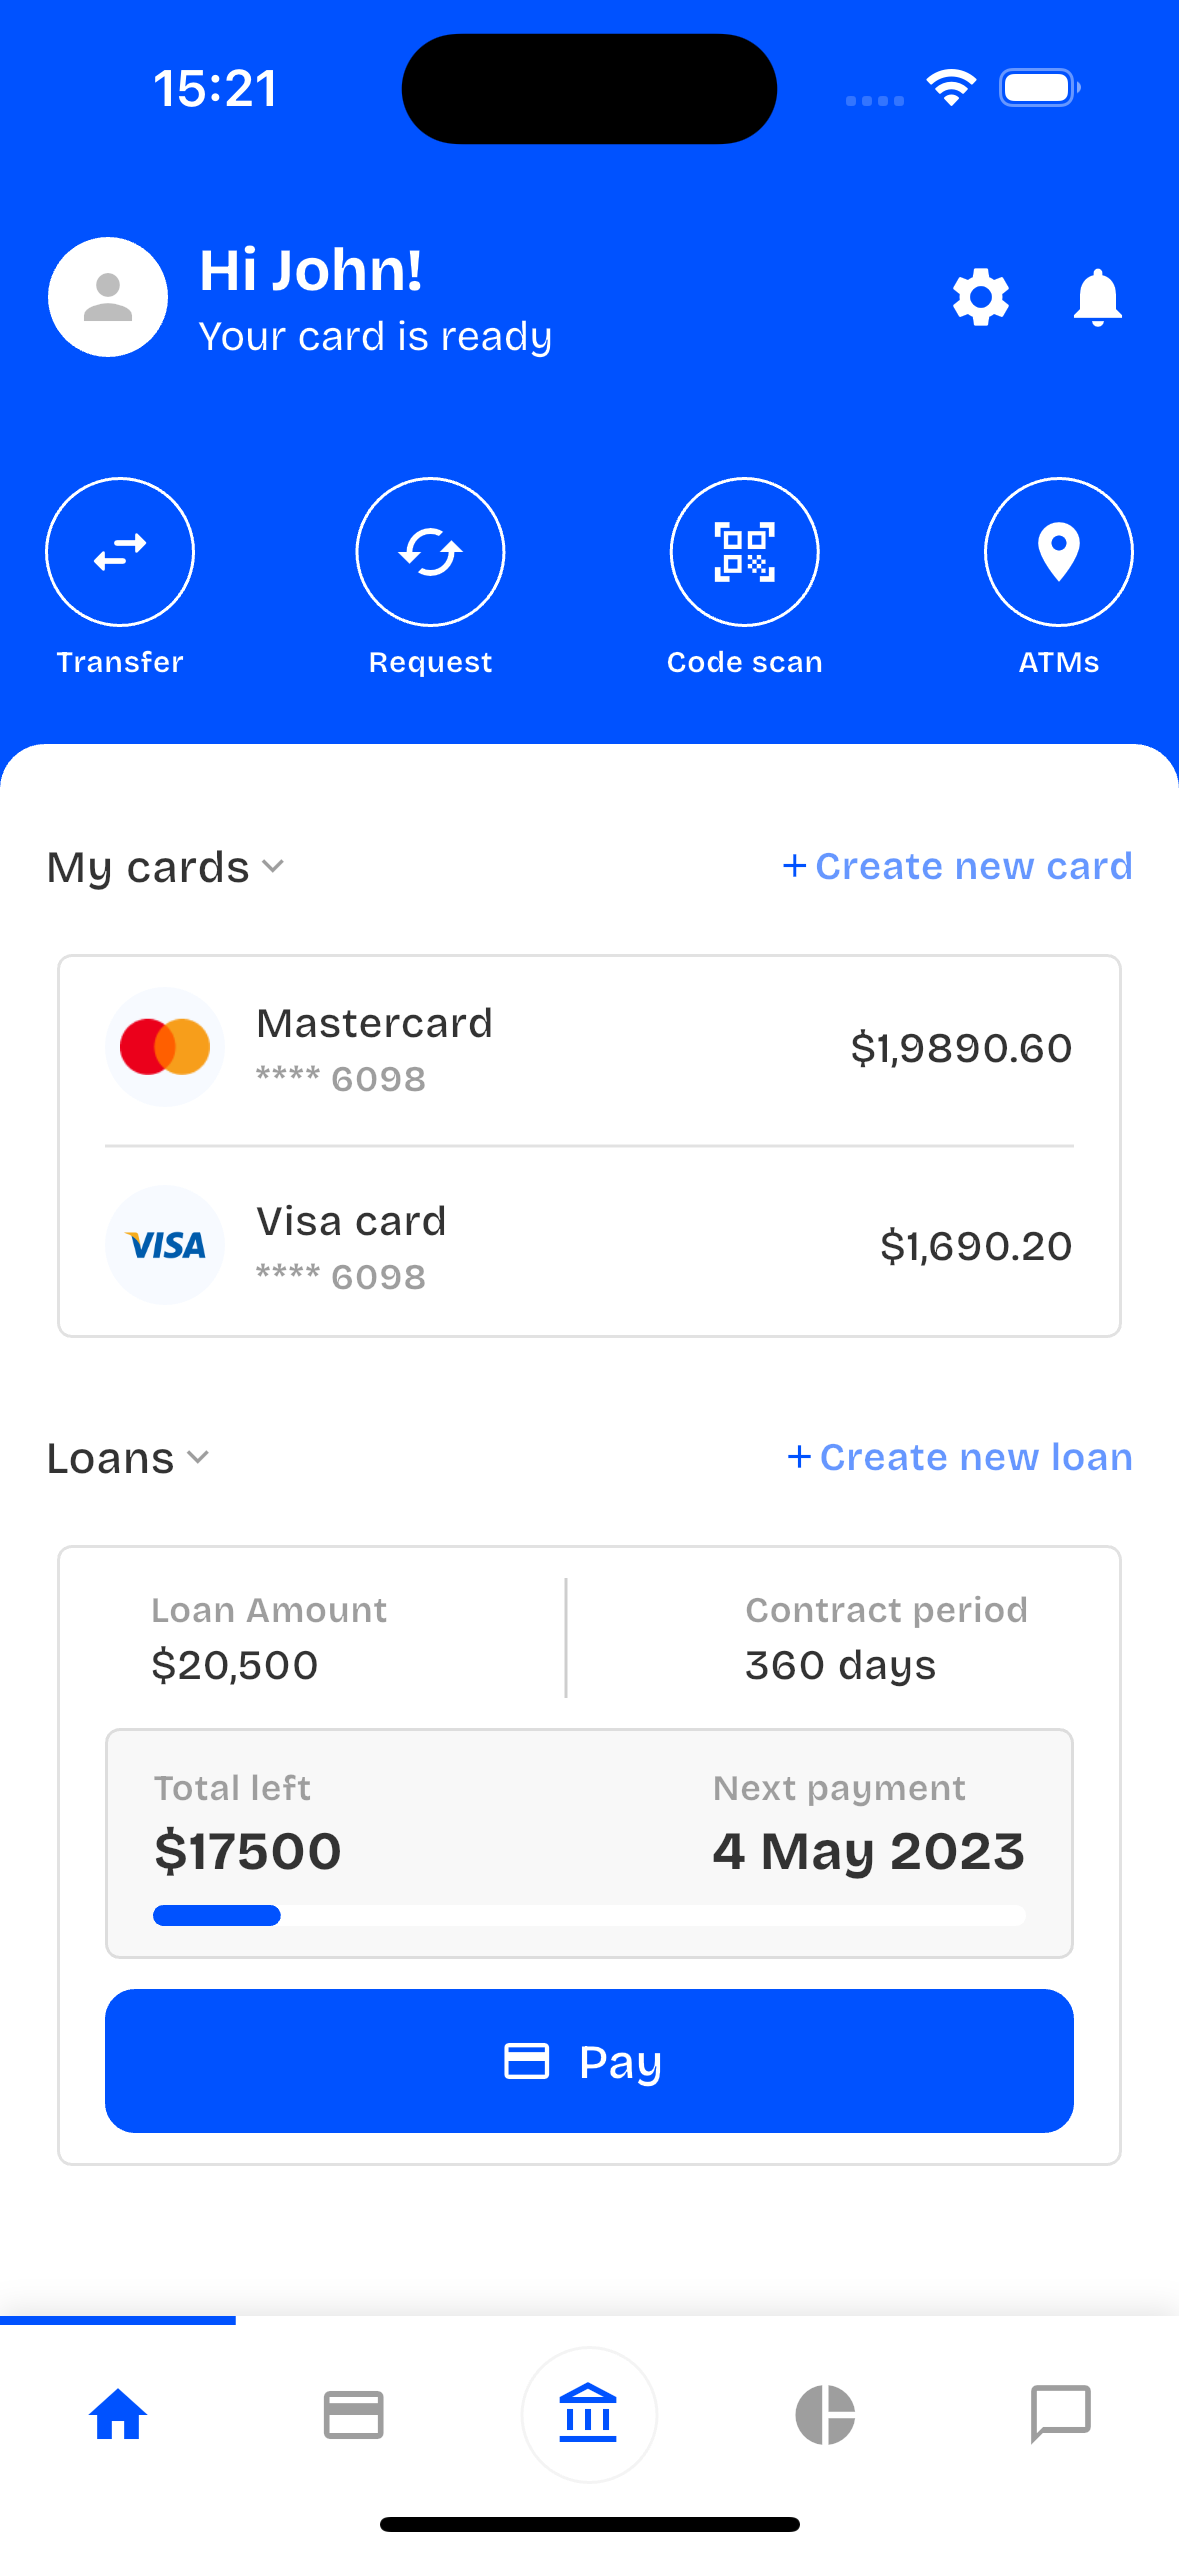 15:21
Hi John!
Your card is ready
Transfer
Request
Code scan
ATMs
My cards
+ Create new card
Mastercard
**** 6098
$1,9890.60
VISA
Visa card
**** 6098
$1,690.20
Loans
+ Create new loan
Loan Amount
$20,500
Contract period
360 days
Total left
$17500
Next payment
4 May 2023
Pay